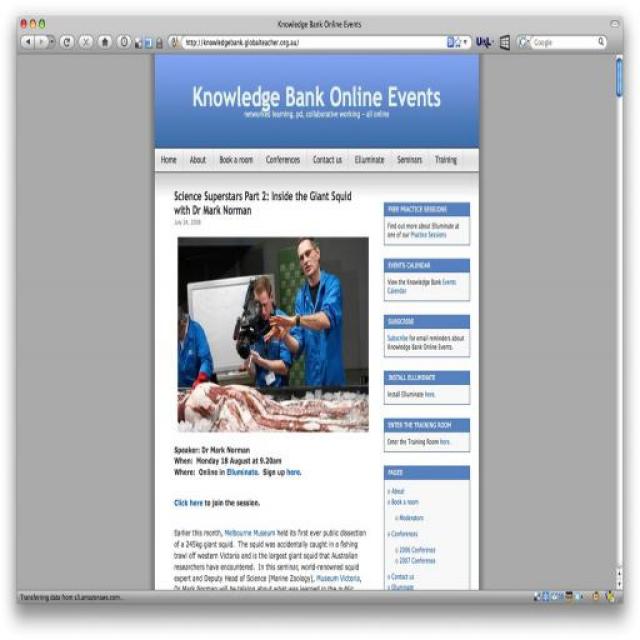 Knowledge Bank Online Events
http://knowledgebank.globalteacher.org.au/
Google
Knowledge Bank Online Events
networked learning, pd, collaborative working – all online
Home About Book a room Conferences Contact us Elluminate Seminars Training
Science Superstars Part 2: Inside the Giant Squid
with Dr Mark Norman
July 24, 2008
Speaker: Dr Mark Norman
When: Monday 18 August at 9.20am
Where: Online in Elluminate. Sign up here.
Click here to join the session.
Earlier this month, Melbourne Museum held its first ever public dissection
of a 245kg giant squid. The squid was accidentally caught in a fishing
trawl off western Victoria and is the largest giant squid that Australian
researchers have encountered. In this seminar, world-renowned squid
expert and Deputy Head of Science (Marine Zoology), Museum Victoria,
Dr Mark Norman will be talking about what was learned in the public
FREE PRACTICE SESSIONS
Find out more about Elluminate at
one of our Practice Sessions
EVENTS CALENDAR
View the Knowledge Bank Events
Calendar
SUBSCRIBE
Subscribe for email reminders about
Knowledge Bank Online Events.
INSTALL ELLUMINATE
Install Elluminate here.
ENTER THE TRAINING ROOM
Enter the Training Room here.
PAGES
About
Book a room
Moderators
Conferences
2006 Conference
2007 Conference
Contact us
Elluminate
Transferring data from s3.amazonaws.com...